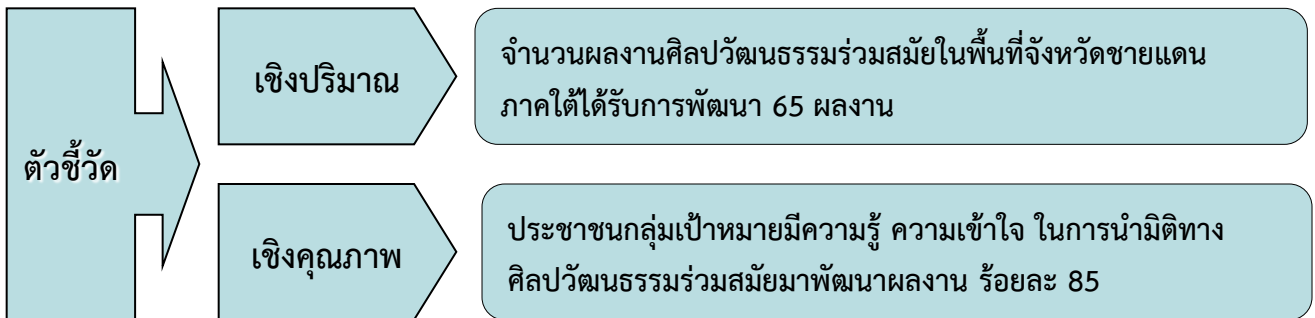 ตัวชี้วัด
เชิงปริมาณ
จำนวนผลงานศิลปวัฒนธรรมร่วมสมัยในพื้นที่จังหวัดชายแดน
ภาคใต้ได้รับการพัฒนา 65 ผลงาน
เชิงคุณภาพ
ประชาชนกลุ่มเป้าหมายมีความรู้ ความเข้าใจ ในการนำมิติทาง
ศิลปวัฒนธรรมร่วมสมัยมาพัฒนาผลงาน ร้อยละ 85